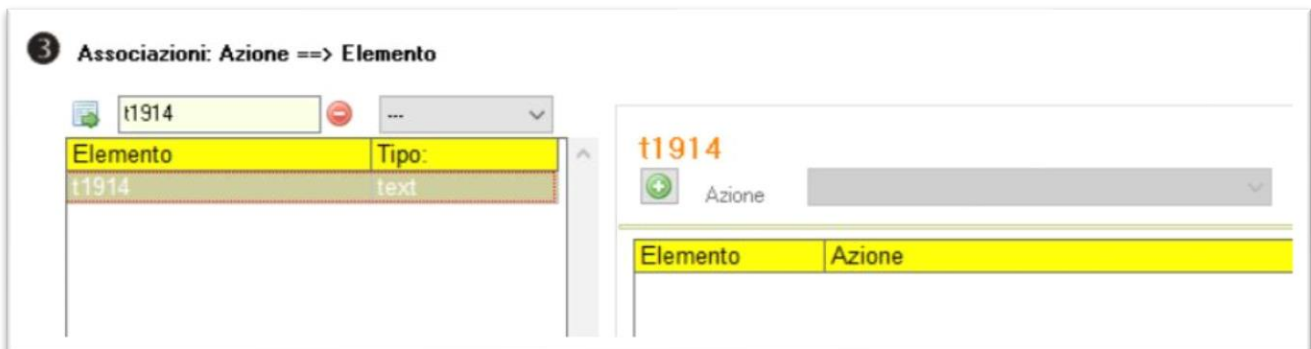 3 Associazioni: Azione ==> Elemento
t1914 ---
Elemento Tipo:
t1914 text
t1914
Azione
Elemento Azione